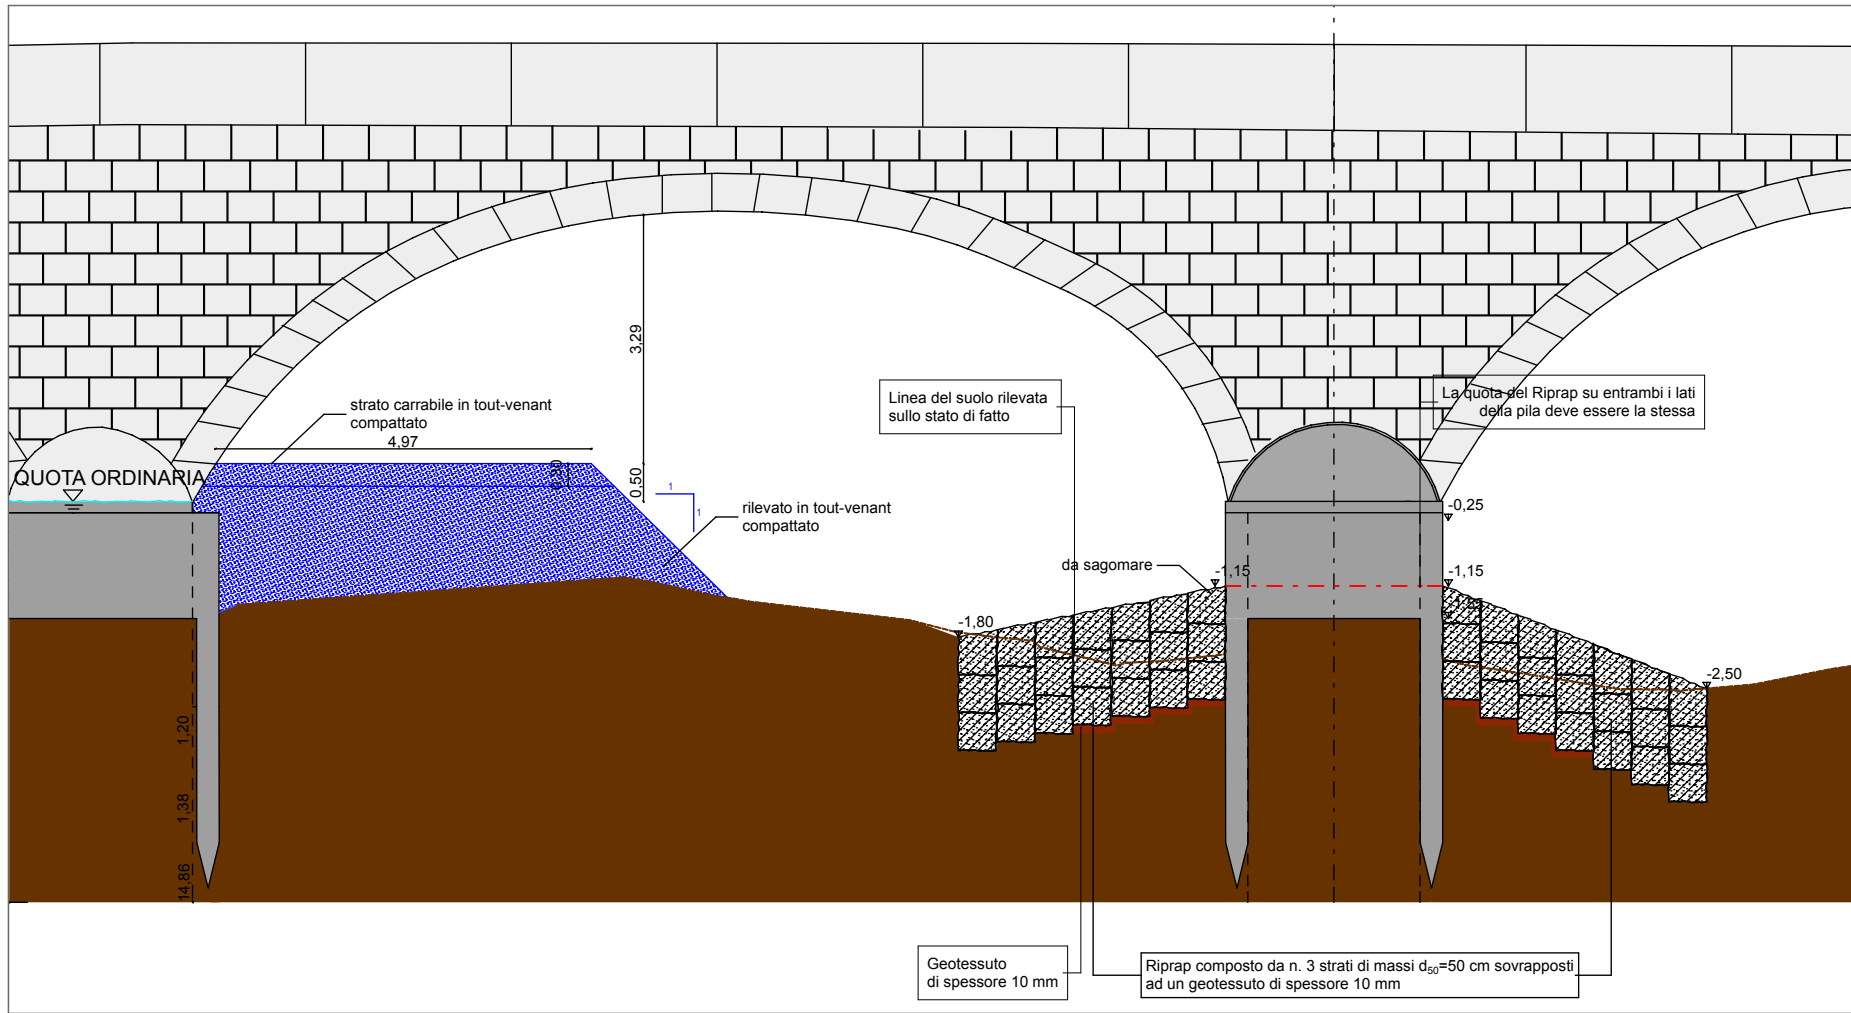 3,29
strato carrabile in tout-venant
compattato
4,97
QUOTA ORDINARIA
0,30
0,50
1
1
rilevato in tout-venant
compattato
Linea del suolo rilevata
sullo stato di fatto
La quota del Riprap su entrambi i lati
della pila deve essere la stessa
-0,25
da sagomare
-1,15
-1,15
-1,80
-2,50
1,20
1,38
14,86
Geotessuto
di spessore 10 mm
Riprap composto da n. 3 strati di massi d50=50 cm sovrapposti
ad un geotessuto di spessore 10 mm